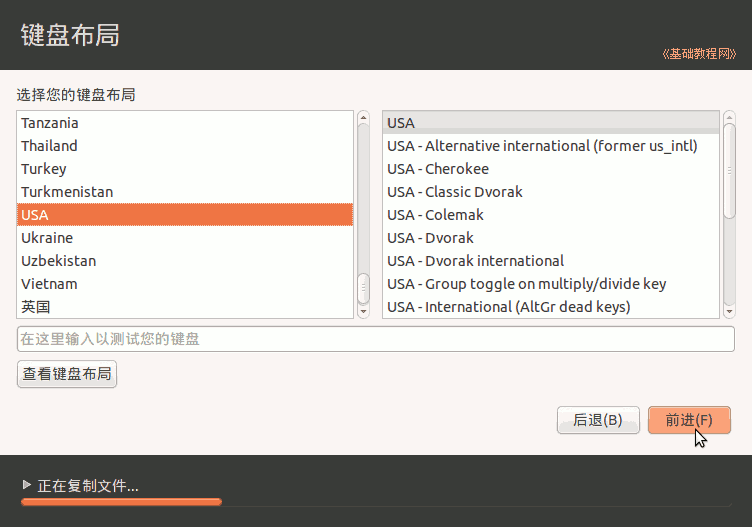 键盘布局
《基础教程网》
选择您的键盘布局
Tanzania
Thailand
Turkey
Turkmenistan
USA
Ukraine
Uzbekistan
Vietnam
英国
USA
USA - Alternative international (former us_intl)
USA - Cherokee
USA - Classic Dvorak
USA - Colemak
USA - Dvorak
USA - Dvorak international
USA - Group toggle on multiply/divide key
USA - International (AltGr dead keys)
在这里输入以测试您的键盘
查看键盘布局
后退(B)
前进(F)
正在复制文件...